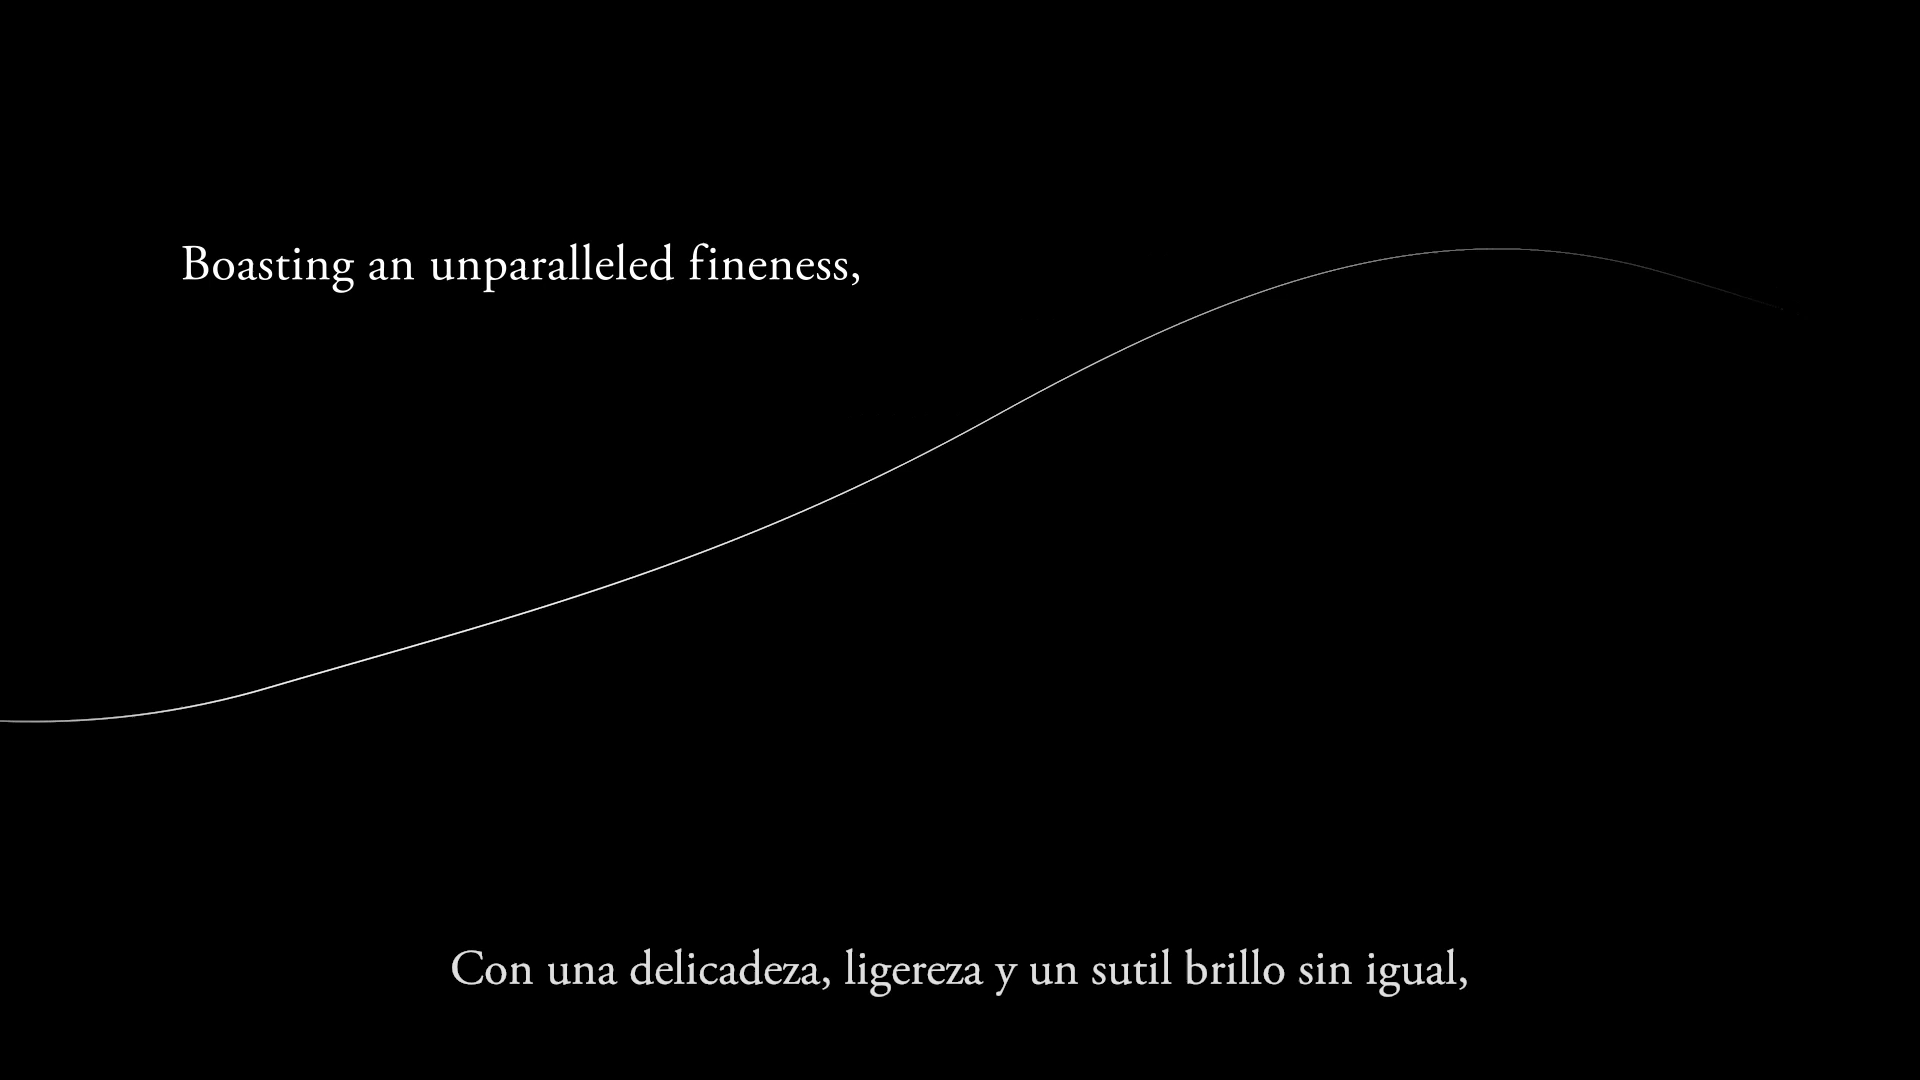 Boasting an unparalleled fineness,
Con una delicadeza, ligereza y un sutil brillo sin igual,